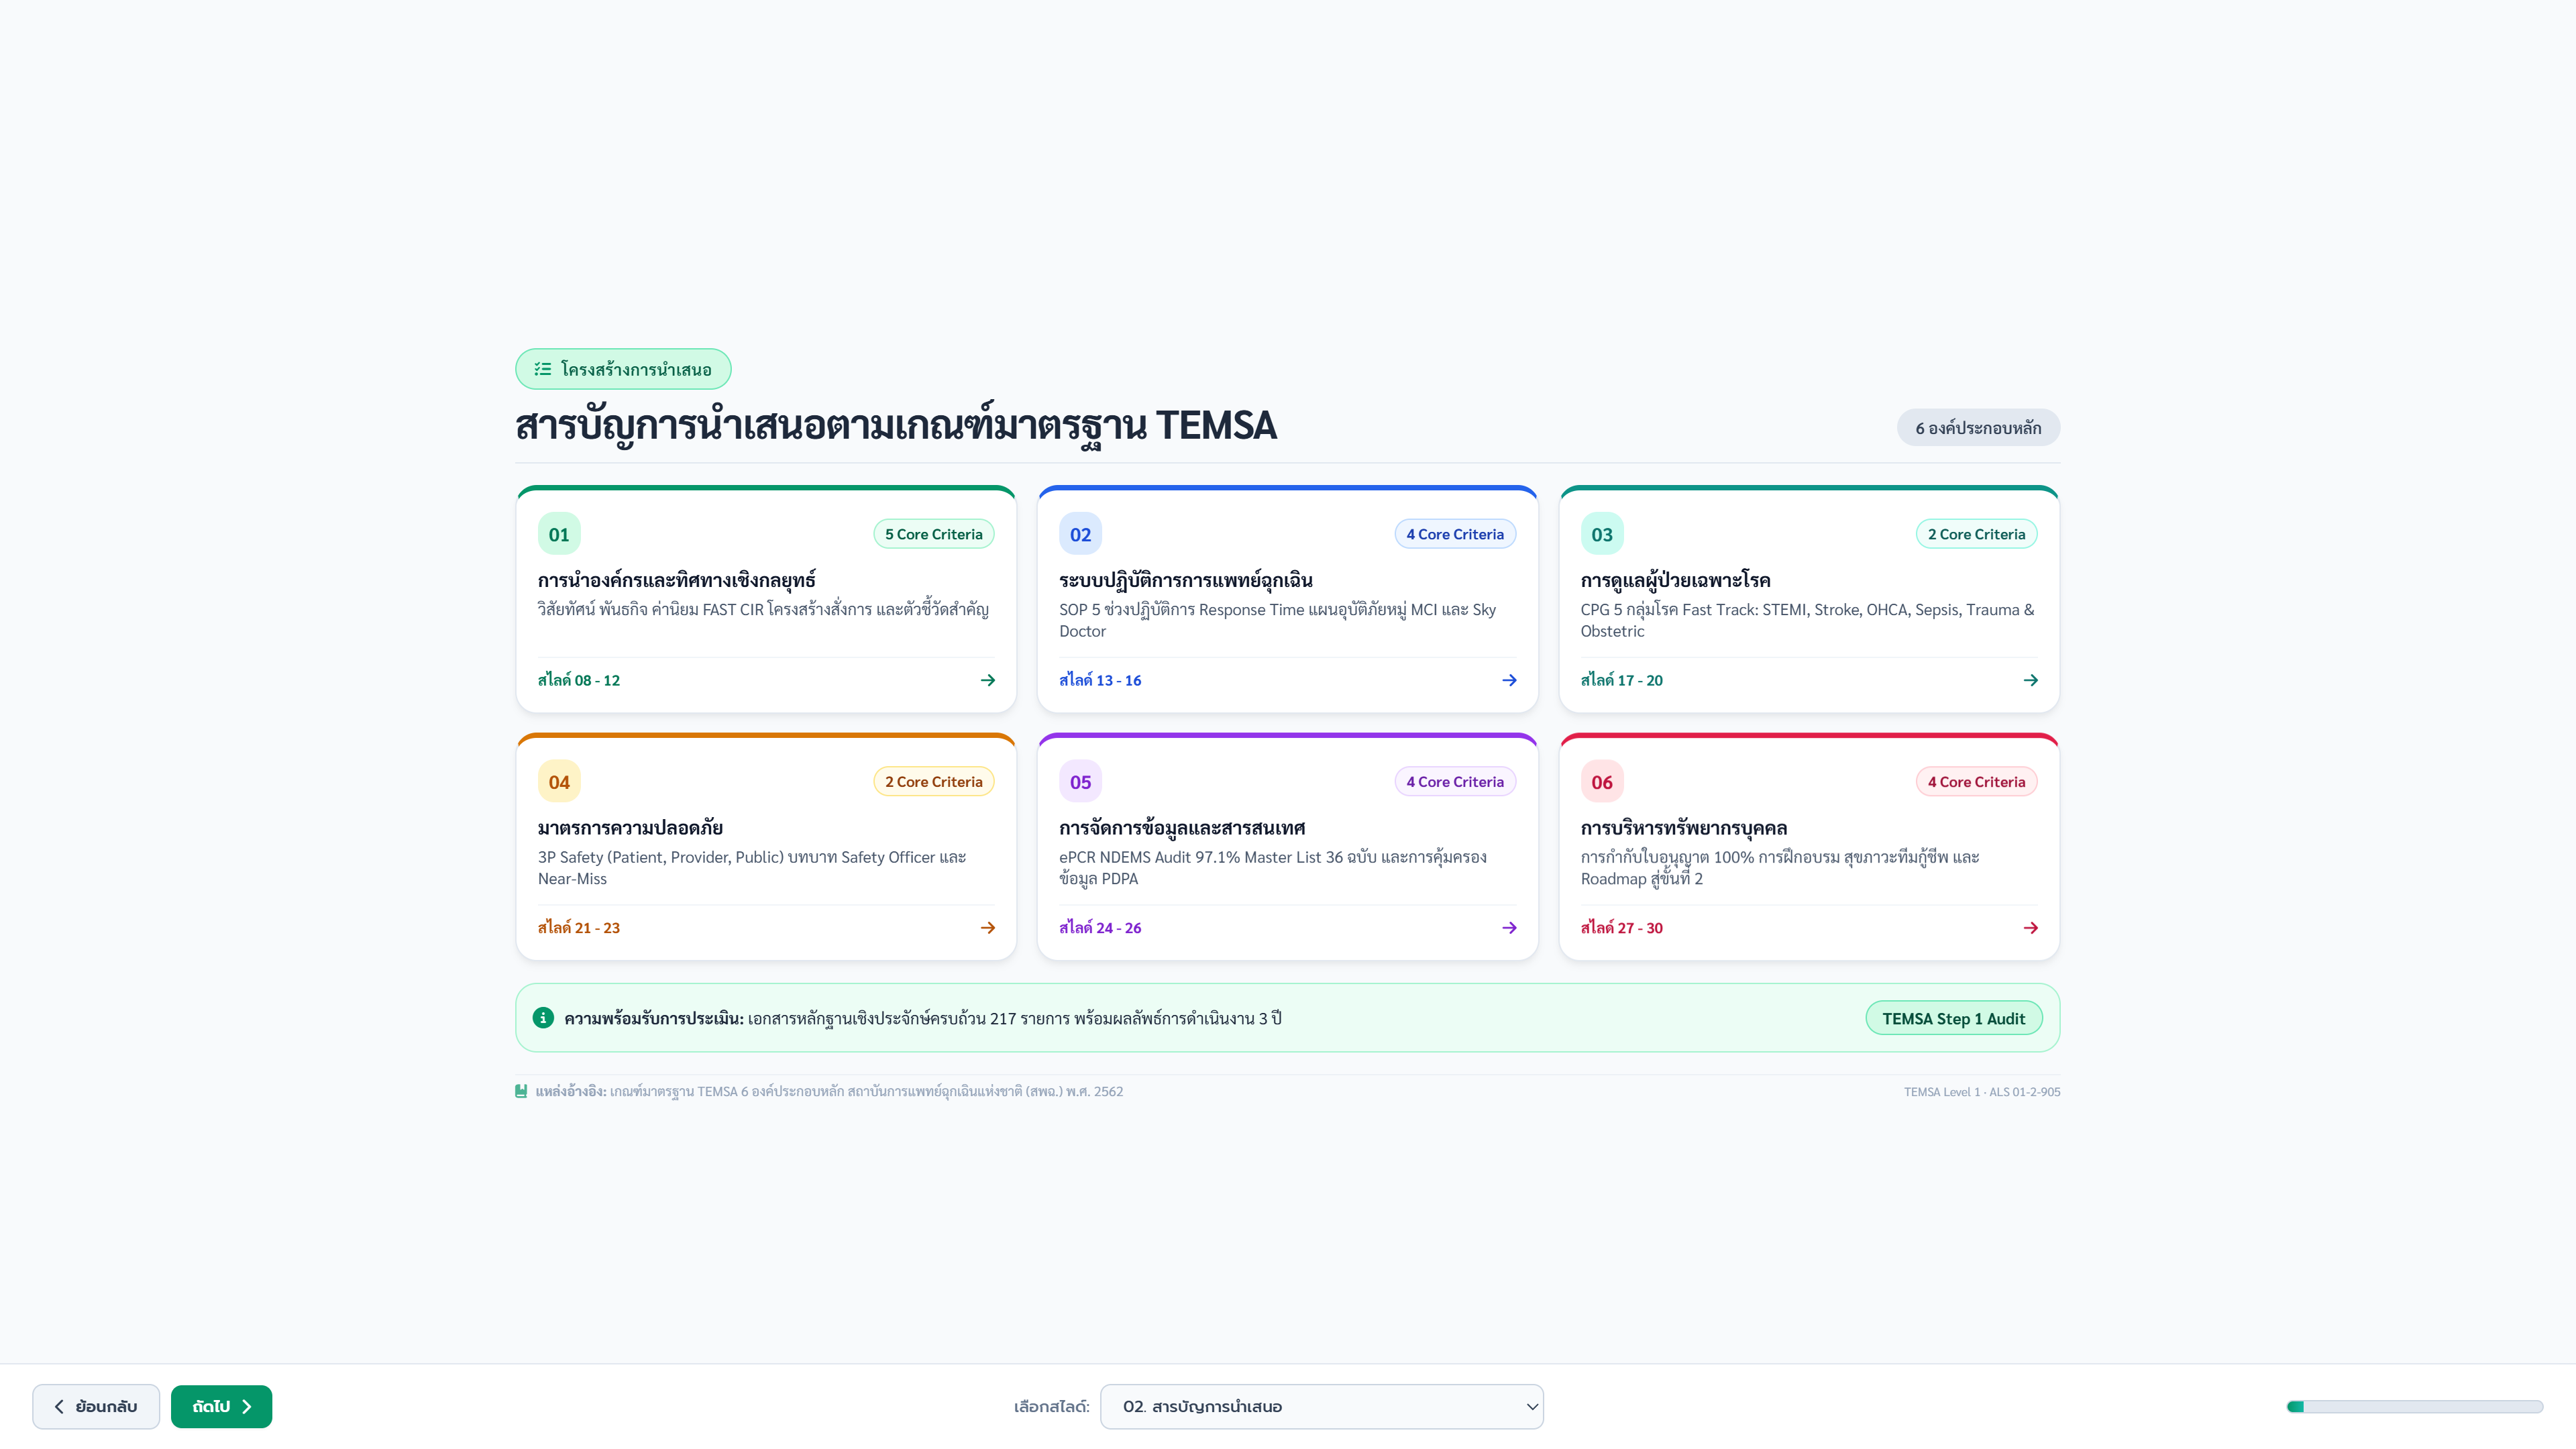 โครงสร้างการนำเสนอ
สารบัญการนำเสนอตามเกณฑ์มาตรฐาน TEMSA
6 องค์ประกอบหลัก
01
5 Core Criteria
การนำองค์กรและทิศทางเชิงกลยุทธ์
วิสัยทัศน์ พันธกิจ ค่านิยม FAST CIR โครงสร้างสั่งการ และตัวชี้วัดสำคัญ
สไลด์ 08 - 12
02
4 Core Criteria
ระบบปฏิบัติการการแพทย์ฉุกเฉิน
SOP 5 ช่วงปฏิบัติการ Response Time แผนอุบัติภัยหมู่ MCI และ Sky
Doctor
สไลด์ 13 - 16
03
2 Core Criteria
การดูแลผู้ป่วยเฉพาะโรค
CPG 5 กลุ่มโรค Fast Track: STEMI, Stroke, OHCA, Sepsis, Trauma &
Obstetric
สไลด์ 17 - 20
04
2 Core Criteria
มาตรการความปลอดภัย
3P Safety (Patient, Provider, Public) บทบาท Safety Officer และ
Near-Miss
สไลด์ 21 - 23
05
4 Core Criteria
การจัดการข้อมูลและสารสนเทศ
ePCR NDEMS Audit 97.1% Master List 36 ฉบับ และการคุ้มครอง
ข้อมูล PDPA
สไลด์ 24 - 26
06
4 Core Criteria
การบริหารทรัพยากรบุคคล
การกำกับใบอนุญาต 100% การฝึกอบรม สุขภาวะทีมกู้ชีพ และ
Roadmap สู่ขั้นที่ 2
สไลด์ 27 - 30
ความพร้อมรับการประเมิน: เอกสารหลักฐานเชิงประจักษ์ครบถ้วน 217 รายการ พร้อมผลลัพธ์การดำเนินงาน 3 ปี
TEMSA Step 1 Audit
แหล่งอ้างอิง: เกณฑ์มาตรฐาน TEMSA 6 องค์ประกอบหลัก สถาบันการแพทย์ฉุกเฉินแห่งชาติ (สพฉ.) พ.ศ. 2562
TEMSA Level 1 · ALS 01-2-905
ย้อนกลับ
ถัดไป
เลือกสไลด์:
02. สารบัญการนำเสนอ